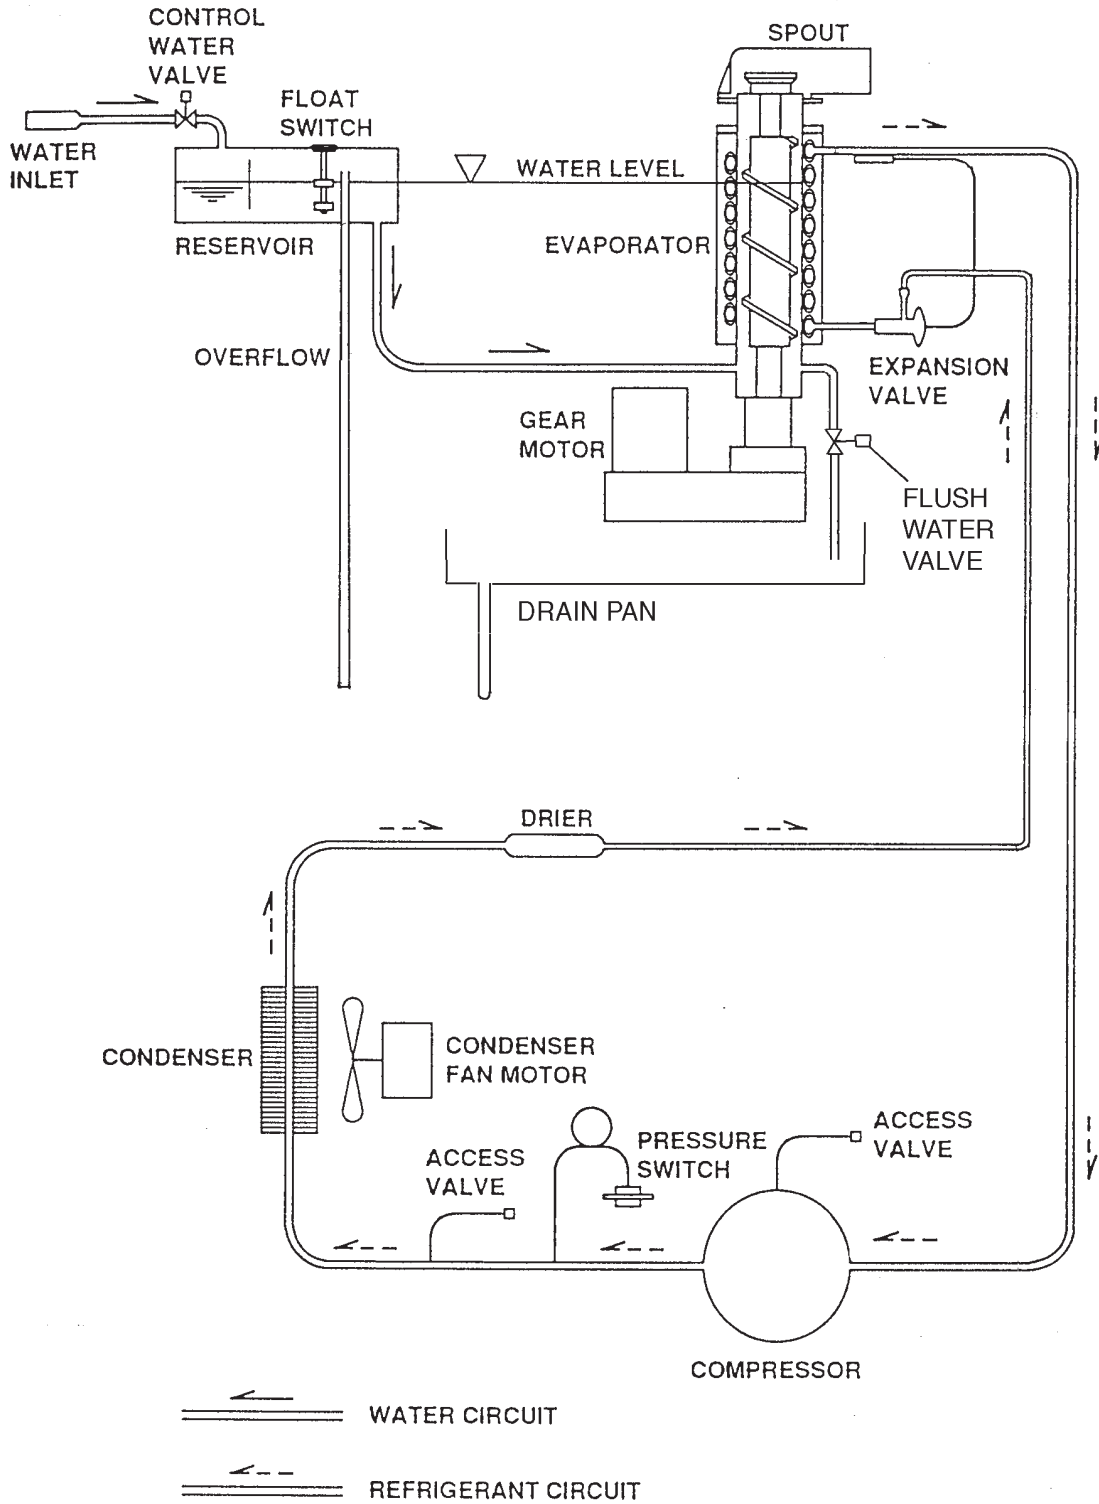 CONTROL
WATER
VALVE
SPOUT
FLOAT
SWITCH
WATER
INLET
WATER LEVEL
RESERVOIR
EVAPORATOR
OVERFLOW
EXPANSION
VALVE
GEAR
MOTOR
FLUSH
WATER
VALVE
DRAIN PAN
DRIER
CONDENSER
CONDENSER
FAN MOTOR
ACCESS
VALVE
PRESSURE
SWITCH
ACCESS
VALVE
COMPRESSOR
WATER CIRCUIT
REFRIGERANT CIRCUIT